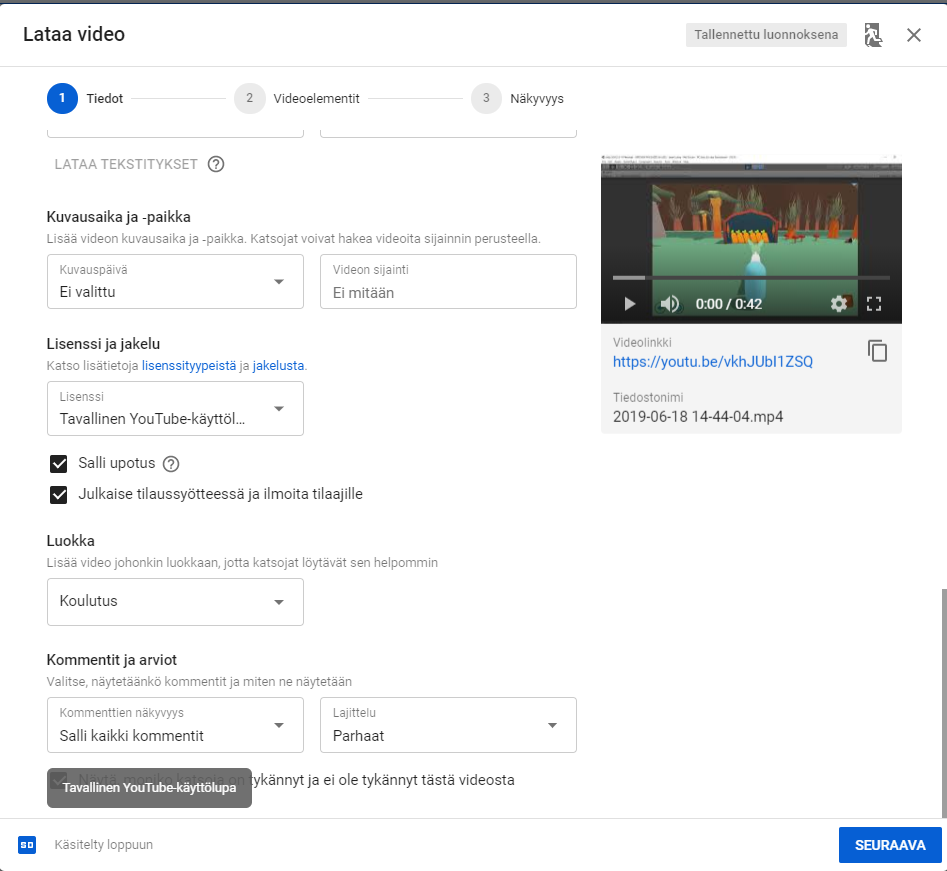 Lataa video
Tallennettu luonnoksena
1 Tiedot
2 Videoelementit
3 Näkyvyys
LATAA TEKSTITYKSET ?
Kuvausaika ja -paikka
Lisää videon kuvausaika ja -paikka. Katsojat voivat hakea videoita sijainnin perusteella.
Kuvauspäivä
Ei valittu
Videon sijainti
Ei mitään
Lisenssi ja jakelu
Katso lisätietoja lisenssityypeistä ja jakelusta.
Lisenssi
Tavallinen YouTube-käyttöl...
Salli upotus ?
Julkaise tilaussyötteessä ja ilmoita tilaajille
Luokka
Lisää video johonkin luokkaan, jotta katsojat löytävät sen helpommin
Koulutus
Kommentit ja arviot
Valitse, näytetäänkö kommentit ja miten ne näytetään
Kommenttien näkyvyys
Salli kaikki kommentit
Lajittelu
Parhaat
Näytä, moniko katsoja on tykännyt ja ei ole tykännyt tästä videosta
Tavallinen YouTube-käyttölupa
0:00 / 0:42
Videolinkki
https://youtu.be/vkhJUbI1ZSQ
Tiedostonimi
2019-06-18 14-44-04.mp4
SD Käsitelty loppuun
SEURAAVA